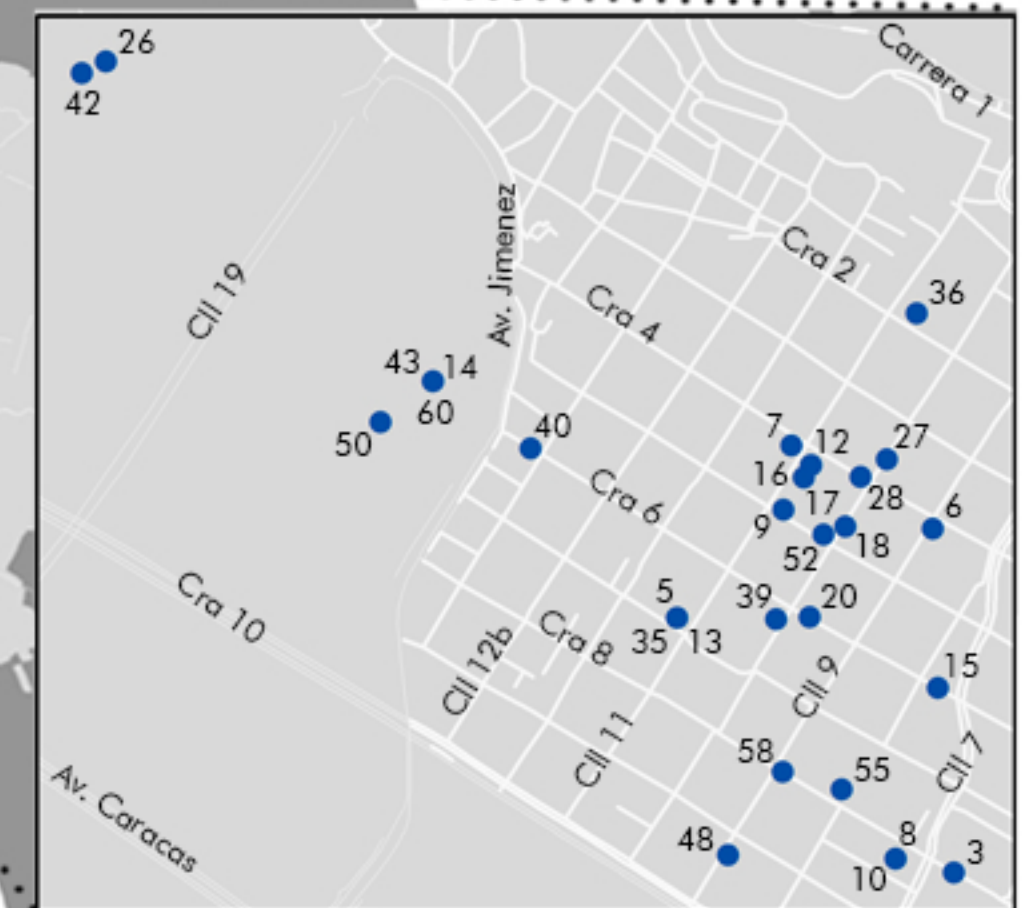 26
42
Carrera 1
Av. Jimenez
Cll 19
Cra 2
Cra 4
36
43 14
60
50
40
7 12 27
16 17 28 6
9 52 18
Cra 6
Cra 10
5 39 20
35 13
Cra 8
Cll 12b
Cll 9
15
Cll 11
58 55
Cll 7
Av. Caracas
48 8 3
10